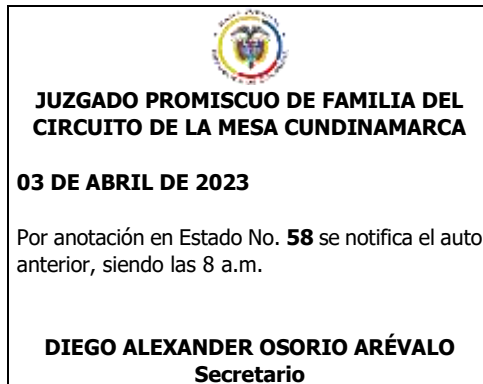 JUZGADO PROMISCUO DE FAMILIA DEL
CIRCUITO DE LA MESA CUNDINAMARCA
03 DE ABRIL DE 2023
Por anotación en Estado No. 58 se notifica el auto
anterior, siendo las 8 a.m.
DIEGO ALEXANDER OSORIO ARÉVALO
Secretario